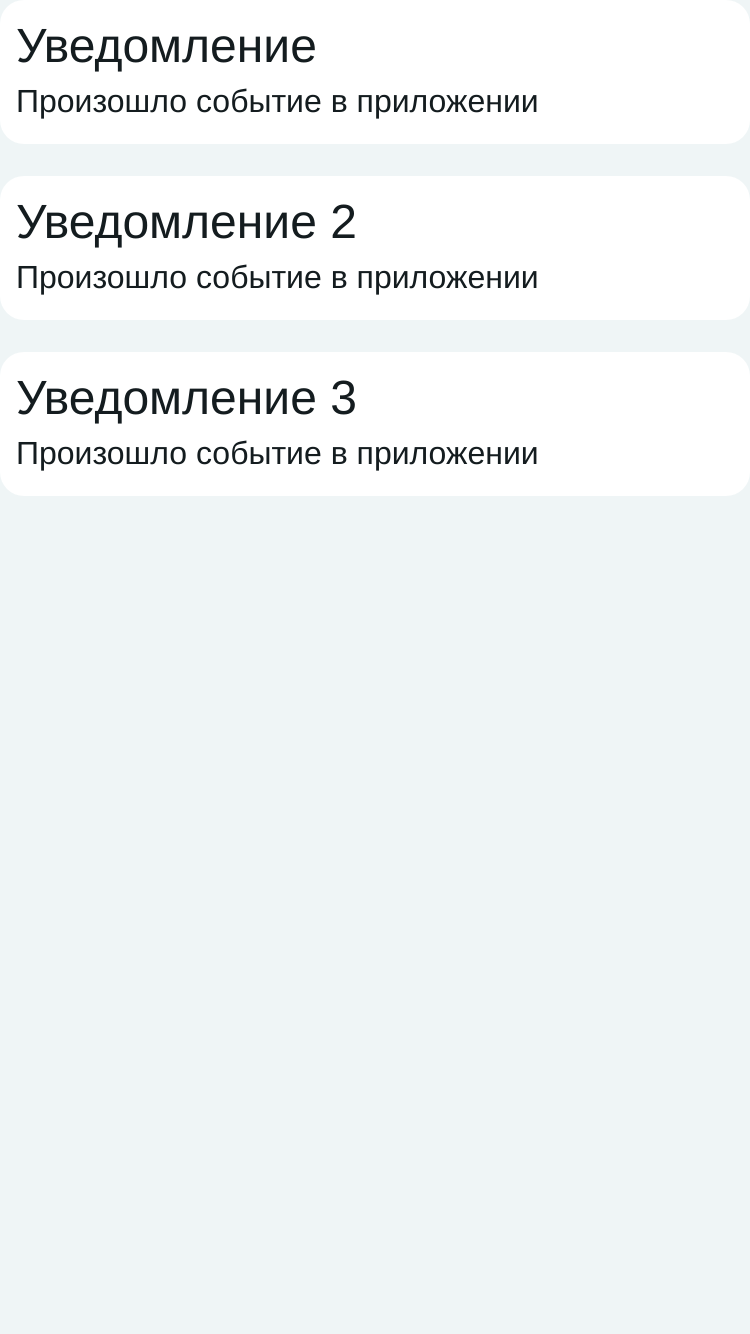 Уведомление
Произошло событие в приложении
Уведомление 2
Произошло событие в приложении
Уведомление 3
Произошло событие в приложении